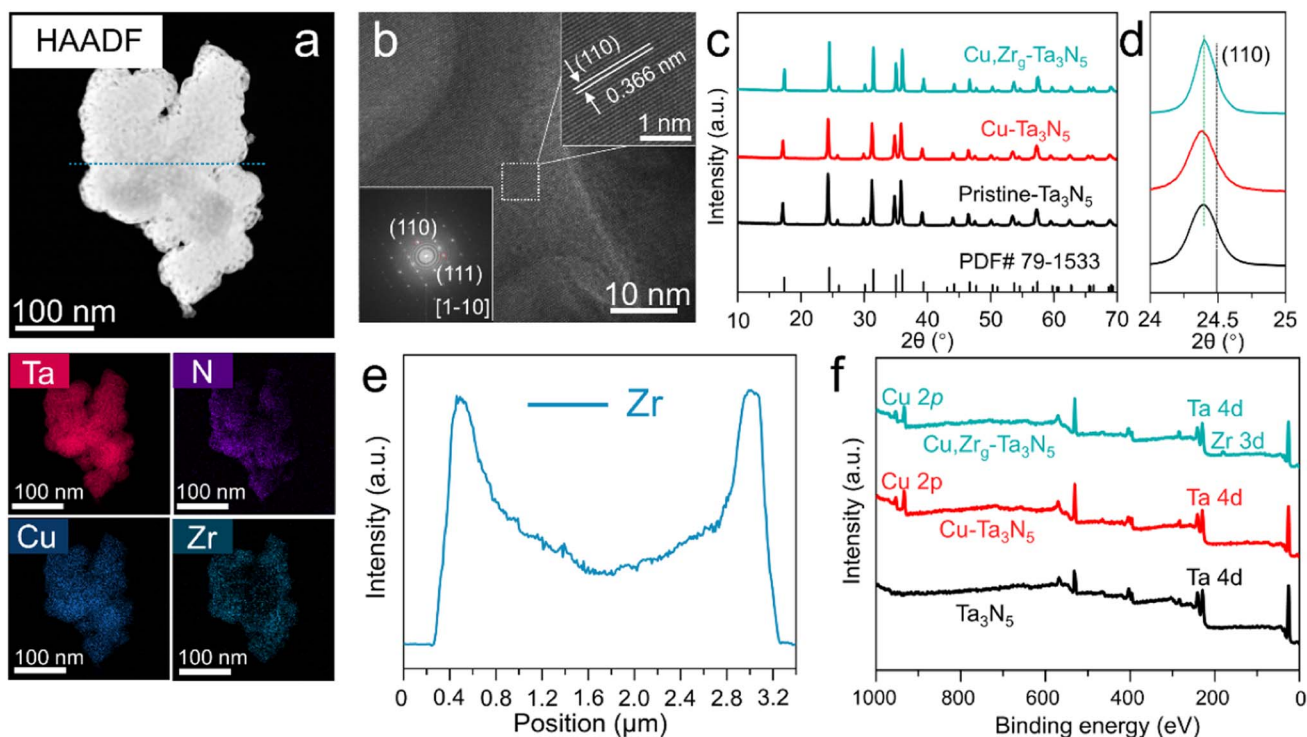 HAADF
a
100 nm
Ta
100 nm
N
100 nm
Cu
100 nm
Zr
100 nm
b
(110)
0.366 nm
1 nm
(110)
(111)
[1-10]
10 nm
c
Intensity (a.u.)
Cu,Zrg-Ta3N5
Cu-Ta3N5
Pristine-Ta3N5
PDF# 79-1533
10 20 30 40 50 60 70
2θ (°)
d
(110)
24 24.5 25
2θ (°)
e
Zr
Intensity (a.u.)
0 0.4 0.8 1.2 1.6 2.0 2.4 2.8 3.2
Position (μm)
f
Intensity (a.u.)
Cu 2p
Ta 4d
Zr 3d
Cu,Zrg-Ta3N5
Cu 2p
Ta 4d
Cu-Ta3N5
Ta 4d
Ta3N5
1000 800 600 400 200 0
Binding energy (eV)